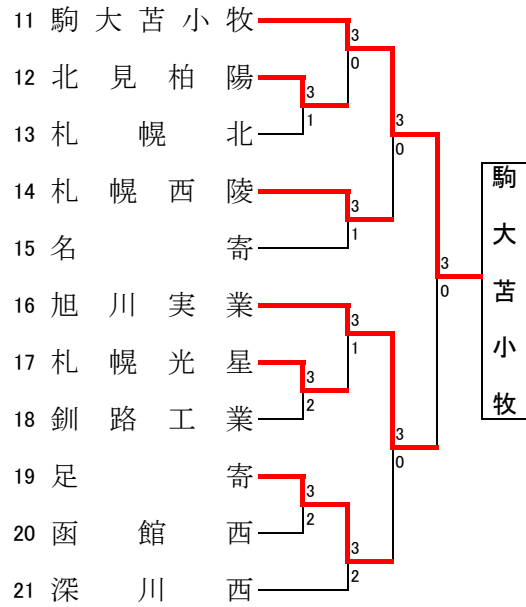 11 駒大苫小牧
12 北見柏陽
13 札幌北
14 札幌西陵
15 名寄
16 旭川実業
17 札幌光星
18 釧路工業
19 足寄
20 函館西
21 深川西
3
1
3
2
3
2
3
0
3
1
3
1
3
2
3
0
3
0
3
0
駒大苫小牧